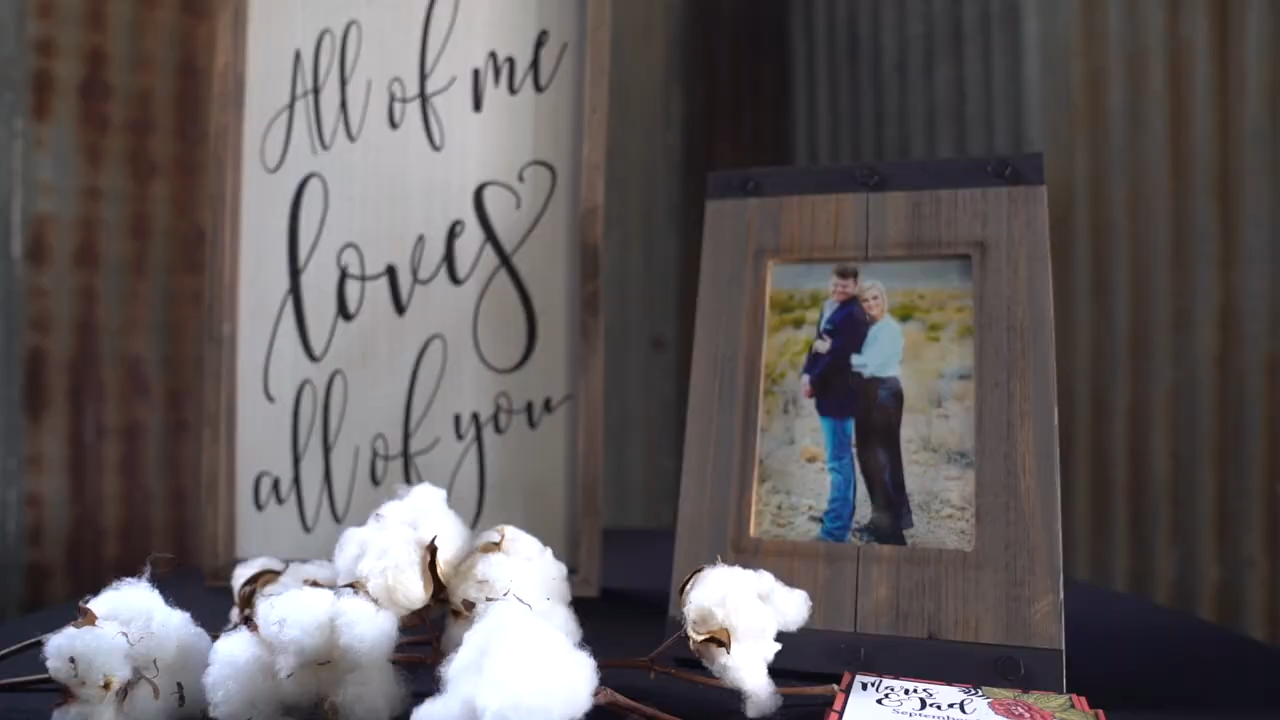 All of me
loves
all of you
Maris
& Jad
September